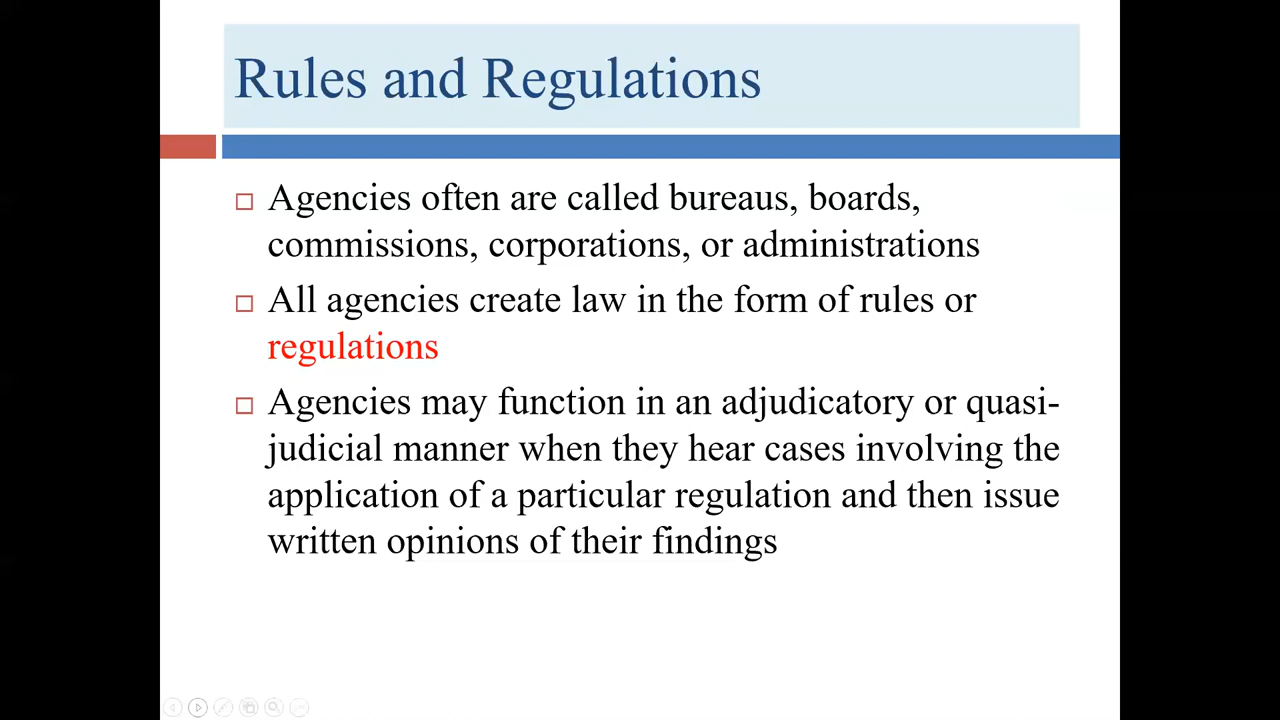 Rules and Regulations
Agencies often are called bureaus, boards,
commissions, corporations, or administrations
All agencies create law in the form of rules or
regulations
Agencies may function in an adjudicatory or quasi-
judicial manner when they hear cases involving the
application of a particular regulation and then issue
written opinions of their findings